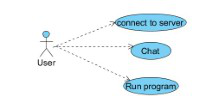 connect to server
Chat
User
Run program